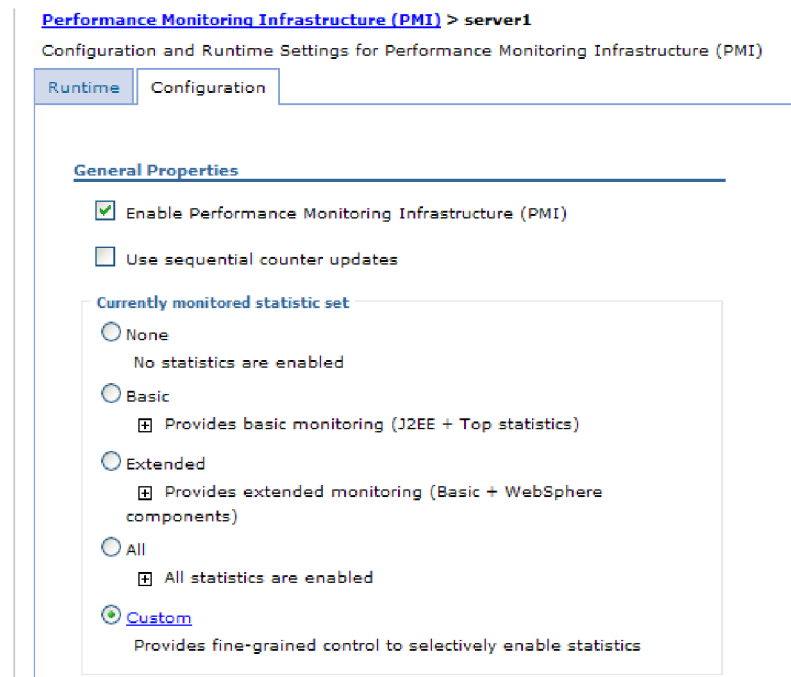 Performance Monitoring Infrastructure (PMI) > server1
Configuration and Runtime Settings for Performance Monitoring Infrastructure (PMI)
Runtime Configuration
General Properties
Enable Performance Monitoring Infrastructure (PMI)
Use sequential counter updates
Currently monitored statistic set
None
No statistics are enabled
Basic
Provides basic monitoring (J2EE + Top statistics)
Extended
Provides extended monitoring (Basic + WebSphere
components)
All
All statistics are enabled
Custom
Provides fine-grained control to selectively enable statistics